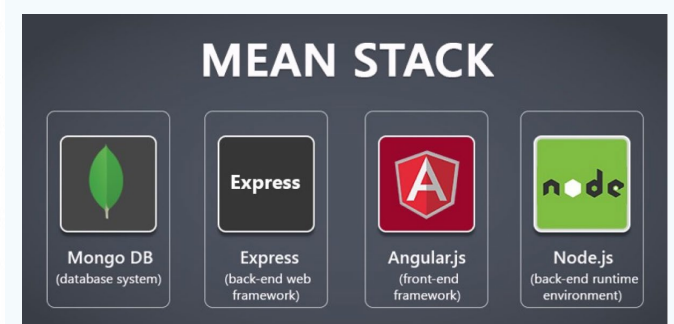 MEAN STACK
Express
A
node
Mongo DB
(database system)
Express
(back-end web
framework)
Angular.js
(front-end
framework)
Node.js
(back-end runtime
environment)